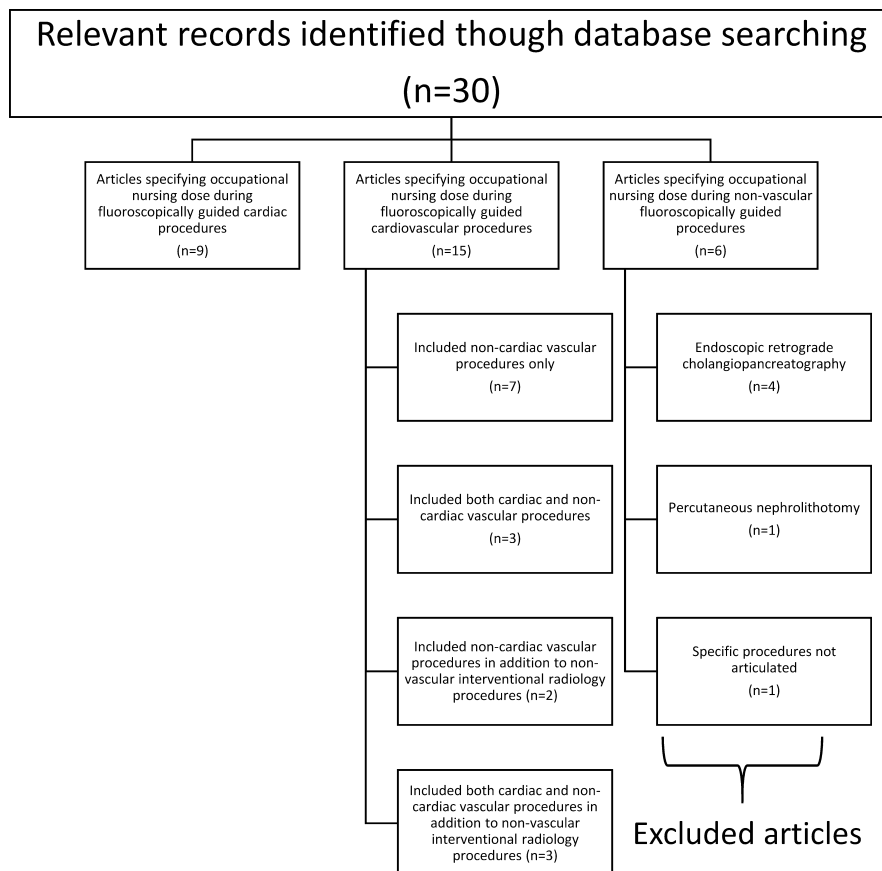 Relevant records identified though database searching
(n=30)
Articles specifying occupational
nursing dose during
fluoroscopically guided cardiac
procedures
(n=9)
Articles specifying occupational
nursing dose during
fluoroscopically guided
cardiovascular procedures
(n=15)
Articles specifying occupational
nursing dose during non-vascular
fluoroscopically guided
procedures
(n=6)
Included non-cardiac vascular
procedures only
(n=7)
Included both cardiac and non-
cardiac vascular procedures
(n=3)
Included non-cardiac vascular
procedures in addition to non-
vascular interventional radiology
procedures (n=2)
Included both cardiac and non-
cardiac vascular procedures in
addition to non-vascular
interventional radiology
procedures (n=3)
Endoscopic retrograde
cholangiopancreatography
(n=4)
Percutaneous nephrolithotomy
(n=1)
Specific procedures not
articulated
(n=1)
Excluded articles